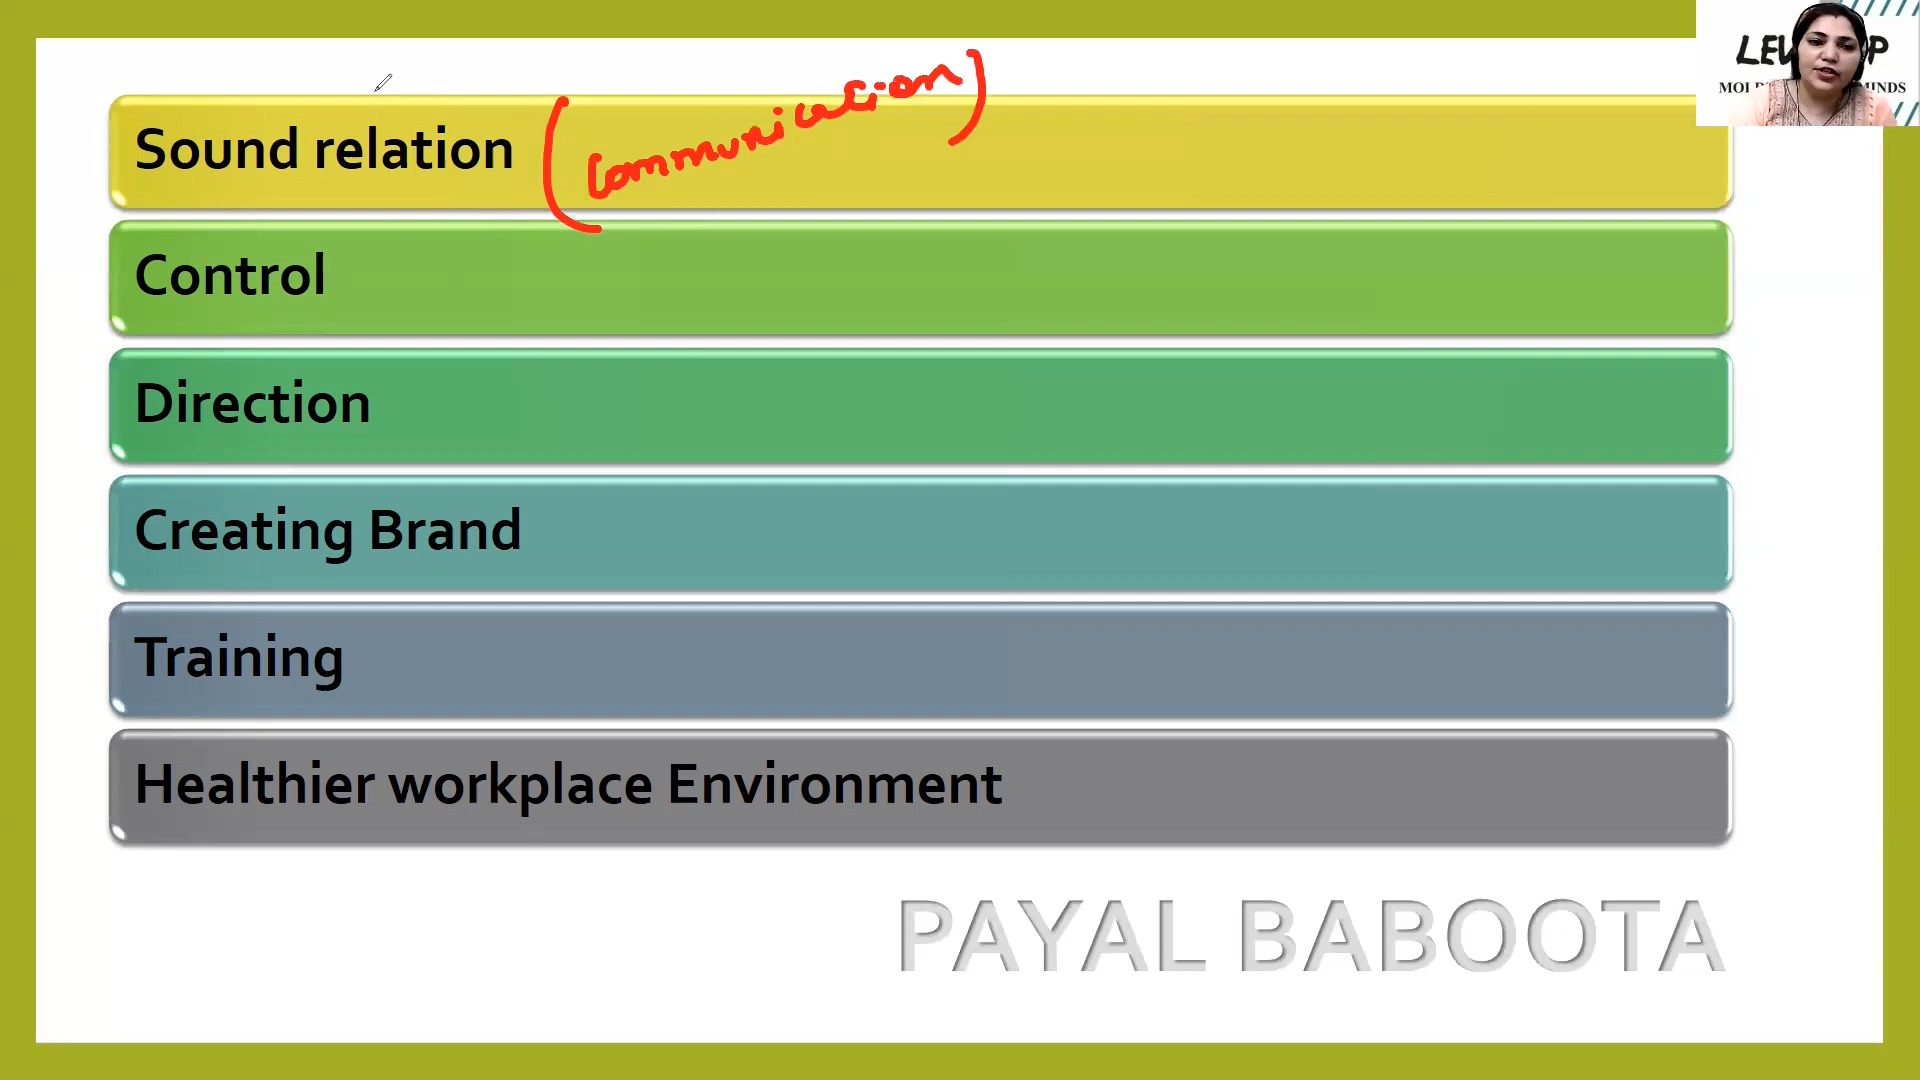 Sound relation (Communication)
Control
Direction
Creating Brand
Training
Healthier workplace Environment
PAYAL BABOOTA